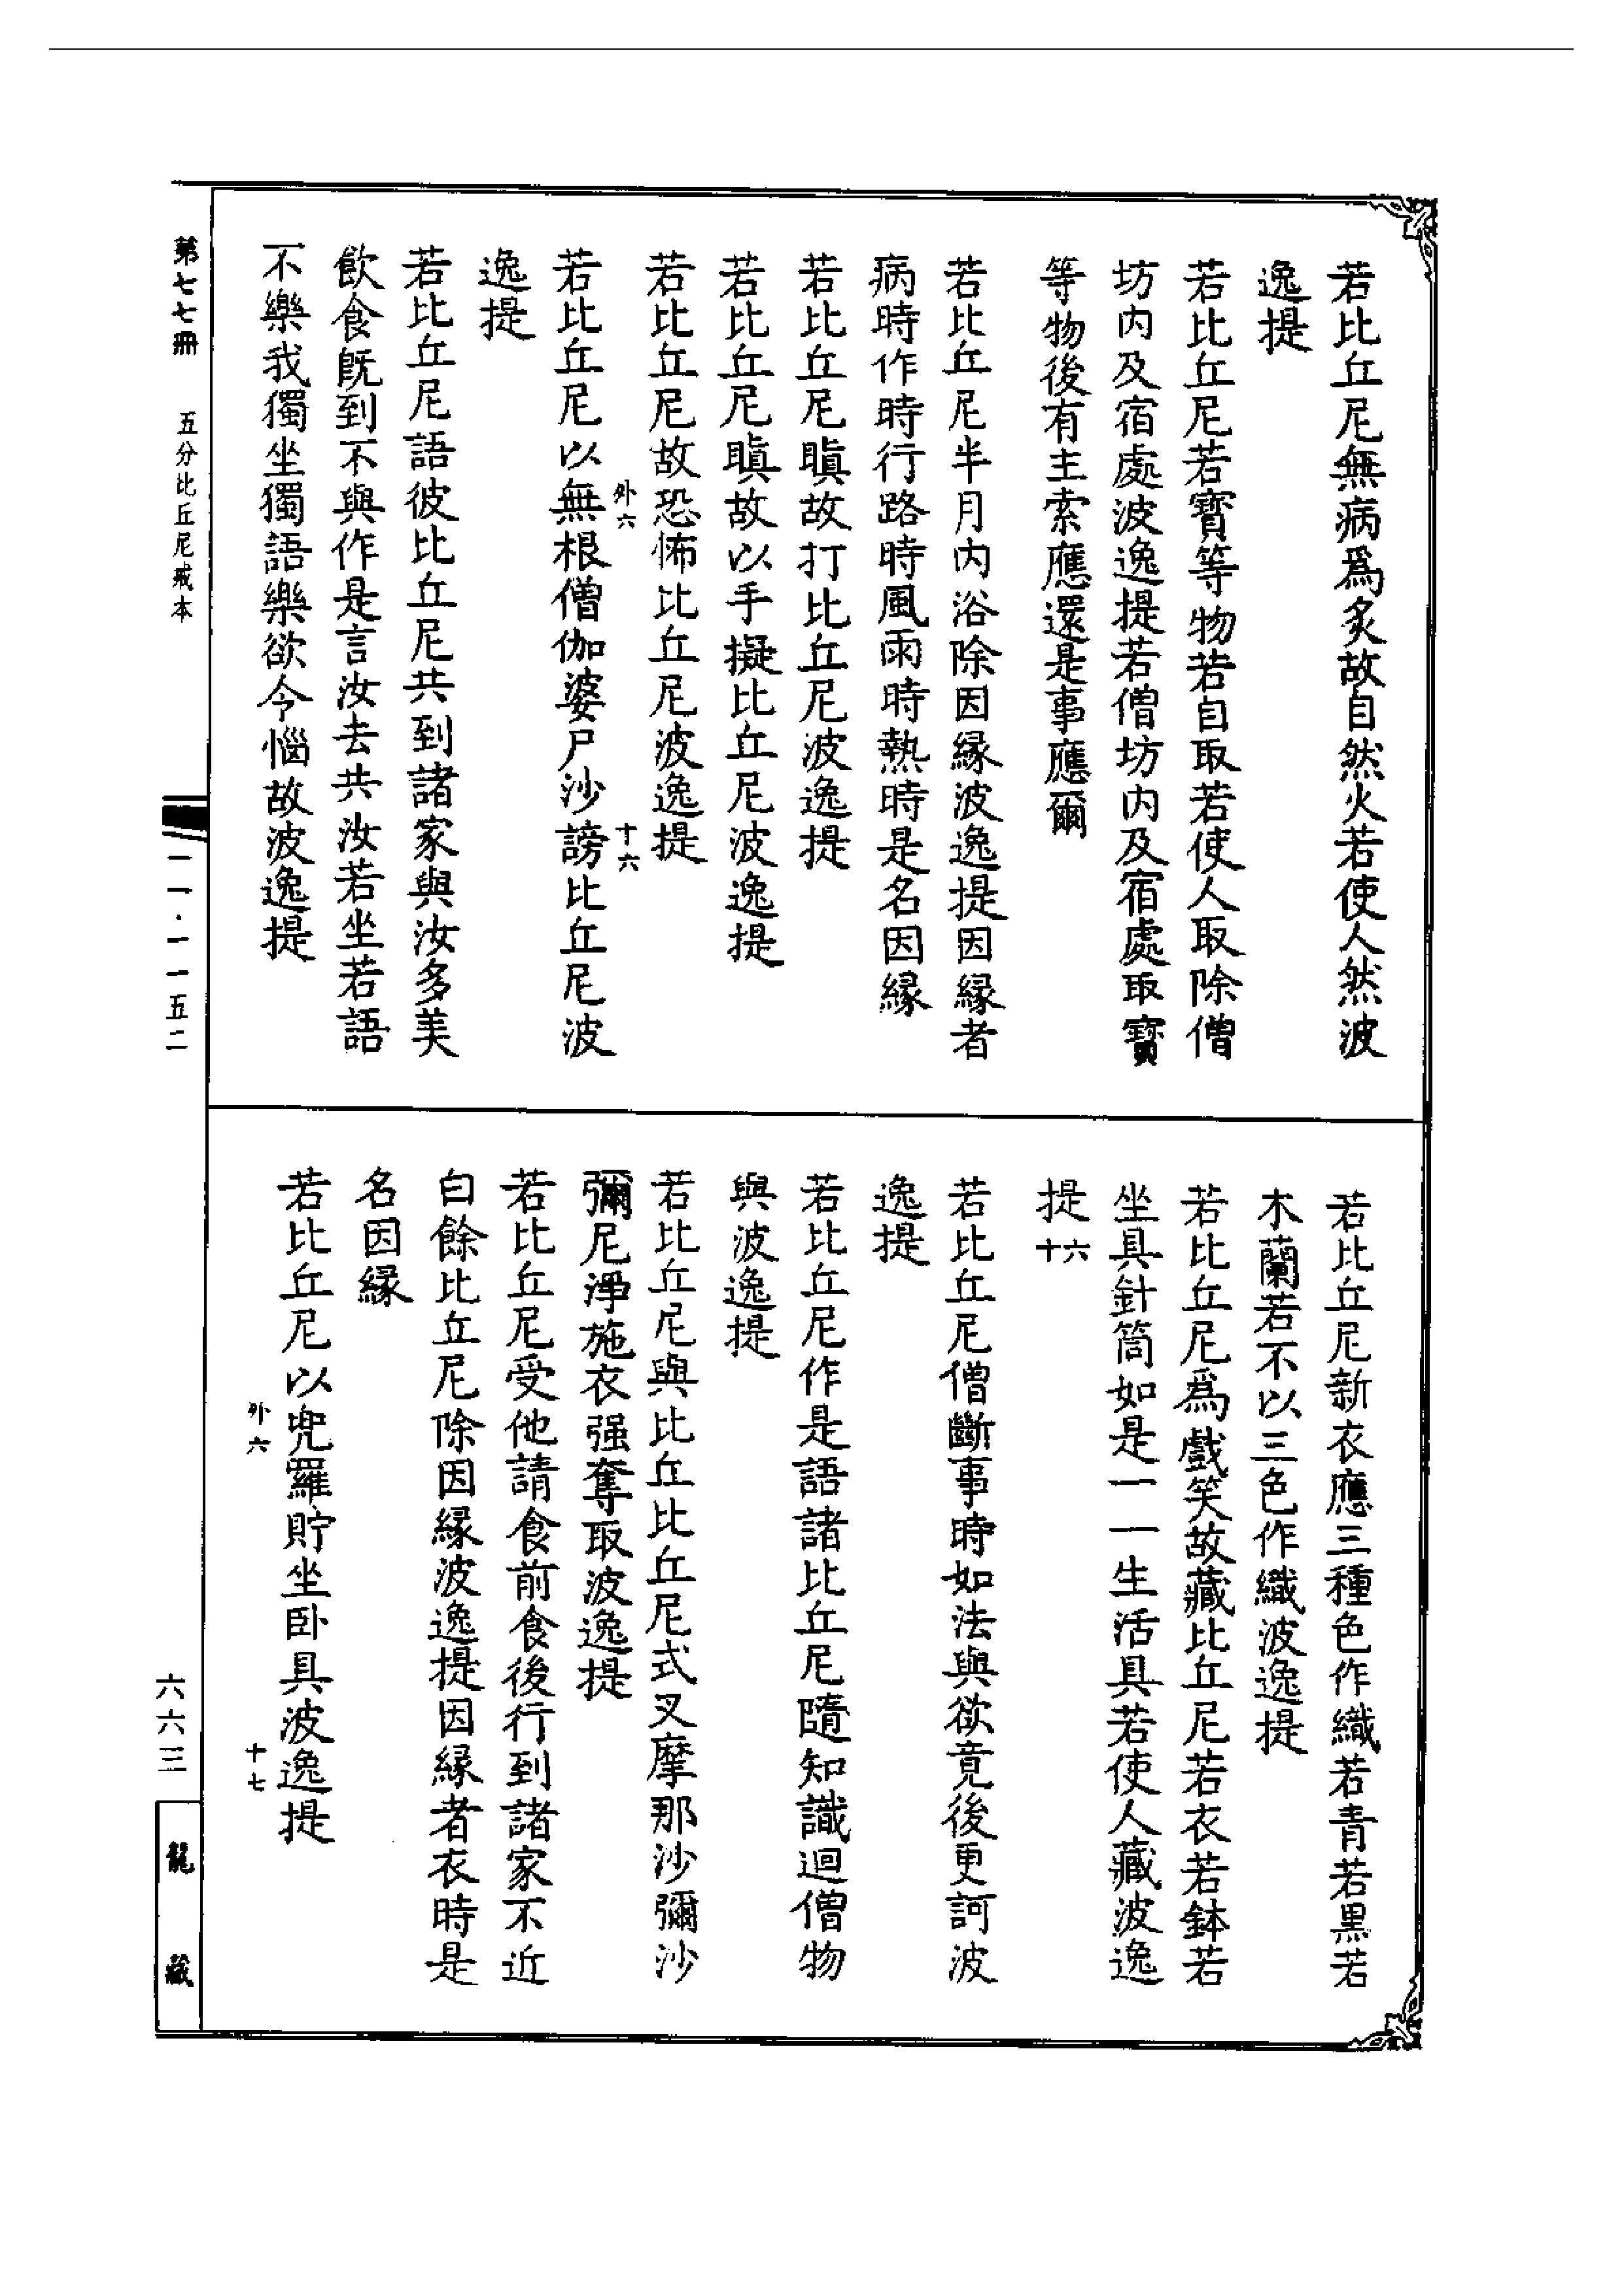 若比丘尼無病爲炙故自然火若使人然波
逸提
若比丘尼若寶等物若自取若使人取除僧
坊内及宿處波逸提若僧坊内及宿處取寶
等物後有主索應還是事應爾
若比丘尼半月内浴除因緣波逸提因緣者
病時作時行路時風雨時熱時是名因緣
若比丘尼瞋故打比丘尼波逸提
若比丘尼瞋故以手擬比丘尼波逸提
若比丘尼故恐怖比丘尼波逸提
外六 十六
若比丘尼以無根僧伽婆尸沙謗比丘尼波
逸提
若比丘尼語彼比丘尼共到諸家與汝多美
飲食既到不與作是言汝去共汝若坐若語
不樂我獨坐獨語樂欲令惱故波逸提
若比丘尼新衣應三種色作幟若青若黑若
木蘭若不以三色作幟波逸提
若比丘尼爲戲笑故藏比丘尼若衣若鉢若
坐具針筒如是一一生活具若使人藏波逸
提 六十
若比丘尼僧斷事時如法與欲竟後更訶波
逸提
若比丘尼作是語諸比丘尼隨知識迴僧物
與波逸提
若比丘尼與比丘比丘尼式叉摩那沙彌沙
彌尼淨施衣强奪取波逸提
若比丘尼受他請食前食後行到諸家不近
白餘比丘尼除因緣波逸提因緣者衣時是
名因緣
若比丘尼以兜羅貯坐卧具波逸提
外六 十七
第七七冊 五分比丘尼戒本 一一·一一五二 六六三 龍藏